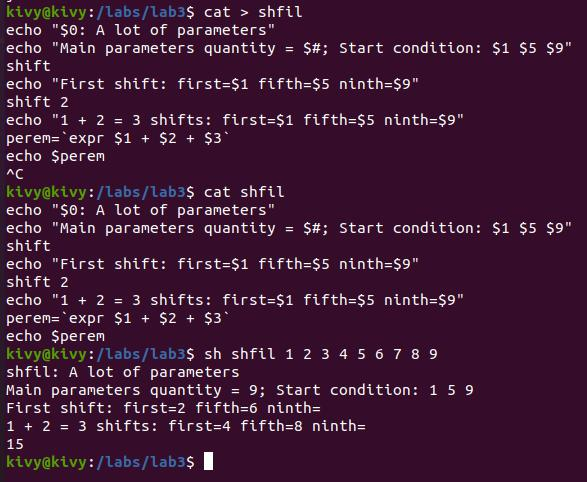 kivy@kivy:/labs/lab3$ cat > shfil
echo "$0: A lot of parameters"
echo "Main parameters quantity = $#; Start condition: $1 $5 $9"
shift
echo "First shift: first=$1 fifth=$5 ninth=$9"
shift 2
echo "1 + 2 = 3 shifts: first=$1 fifth=$5 ninth=$9"
perem=`expr $1 + $2 + $3`
echo $perem
^C
kivy@kivy:/labs/lab3$ cat shfil
echo "$0: A lot of parameters"
echo "Main parameters quantity = $#; Start condition: $1 $5 $9"
shift
echo "First shift: first=$1 fifth=$5 ninth=$9"
shift 2
echo "1 + 2 = 3 shifts: first=$1 fifth=$5 ninth=$9"
perem=`expr $1 + $2 + $3`
echo $perem
kivy@kivy:/labs/lab3$ sh shfil 1 2 3 4 5 6 7 8 9
shfil: A lot of parameters
Main parameters quantity = 9; Start condition: 1 5 9
First shift: first=2 fifth=6 ninth=
1 + 2 = 3 shifts: first=4 fifth=8 ninth=
15
kivy@kivy:/labs/lab3$